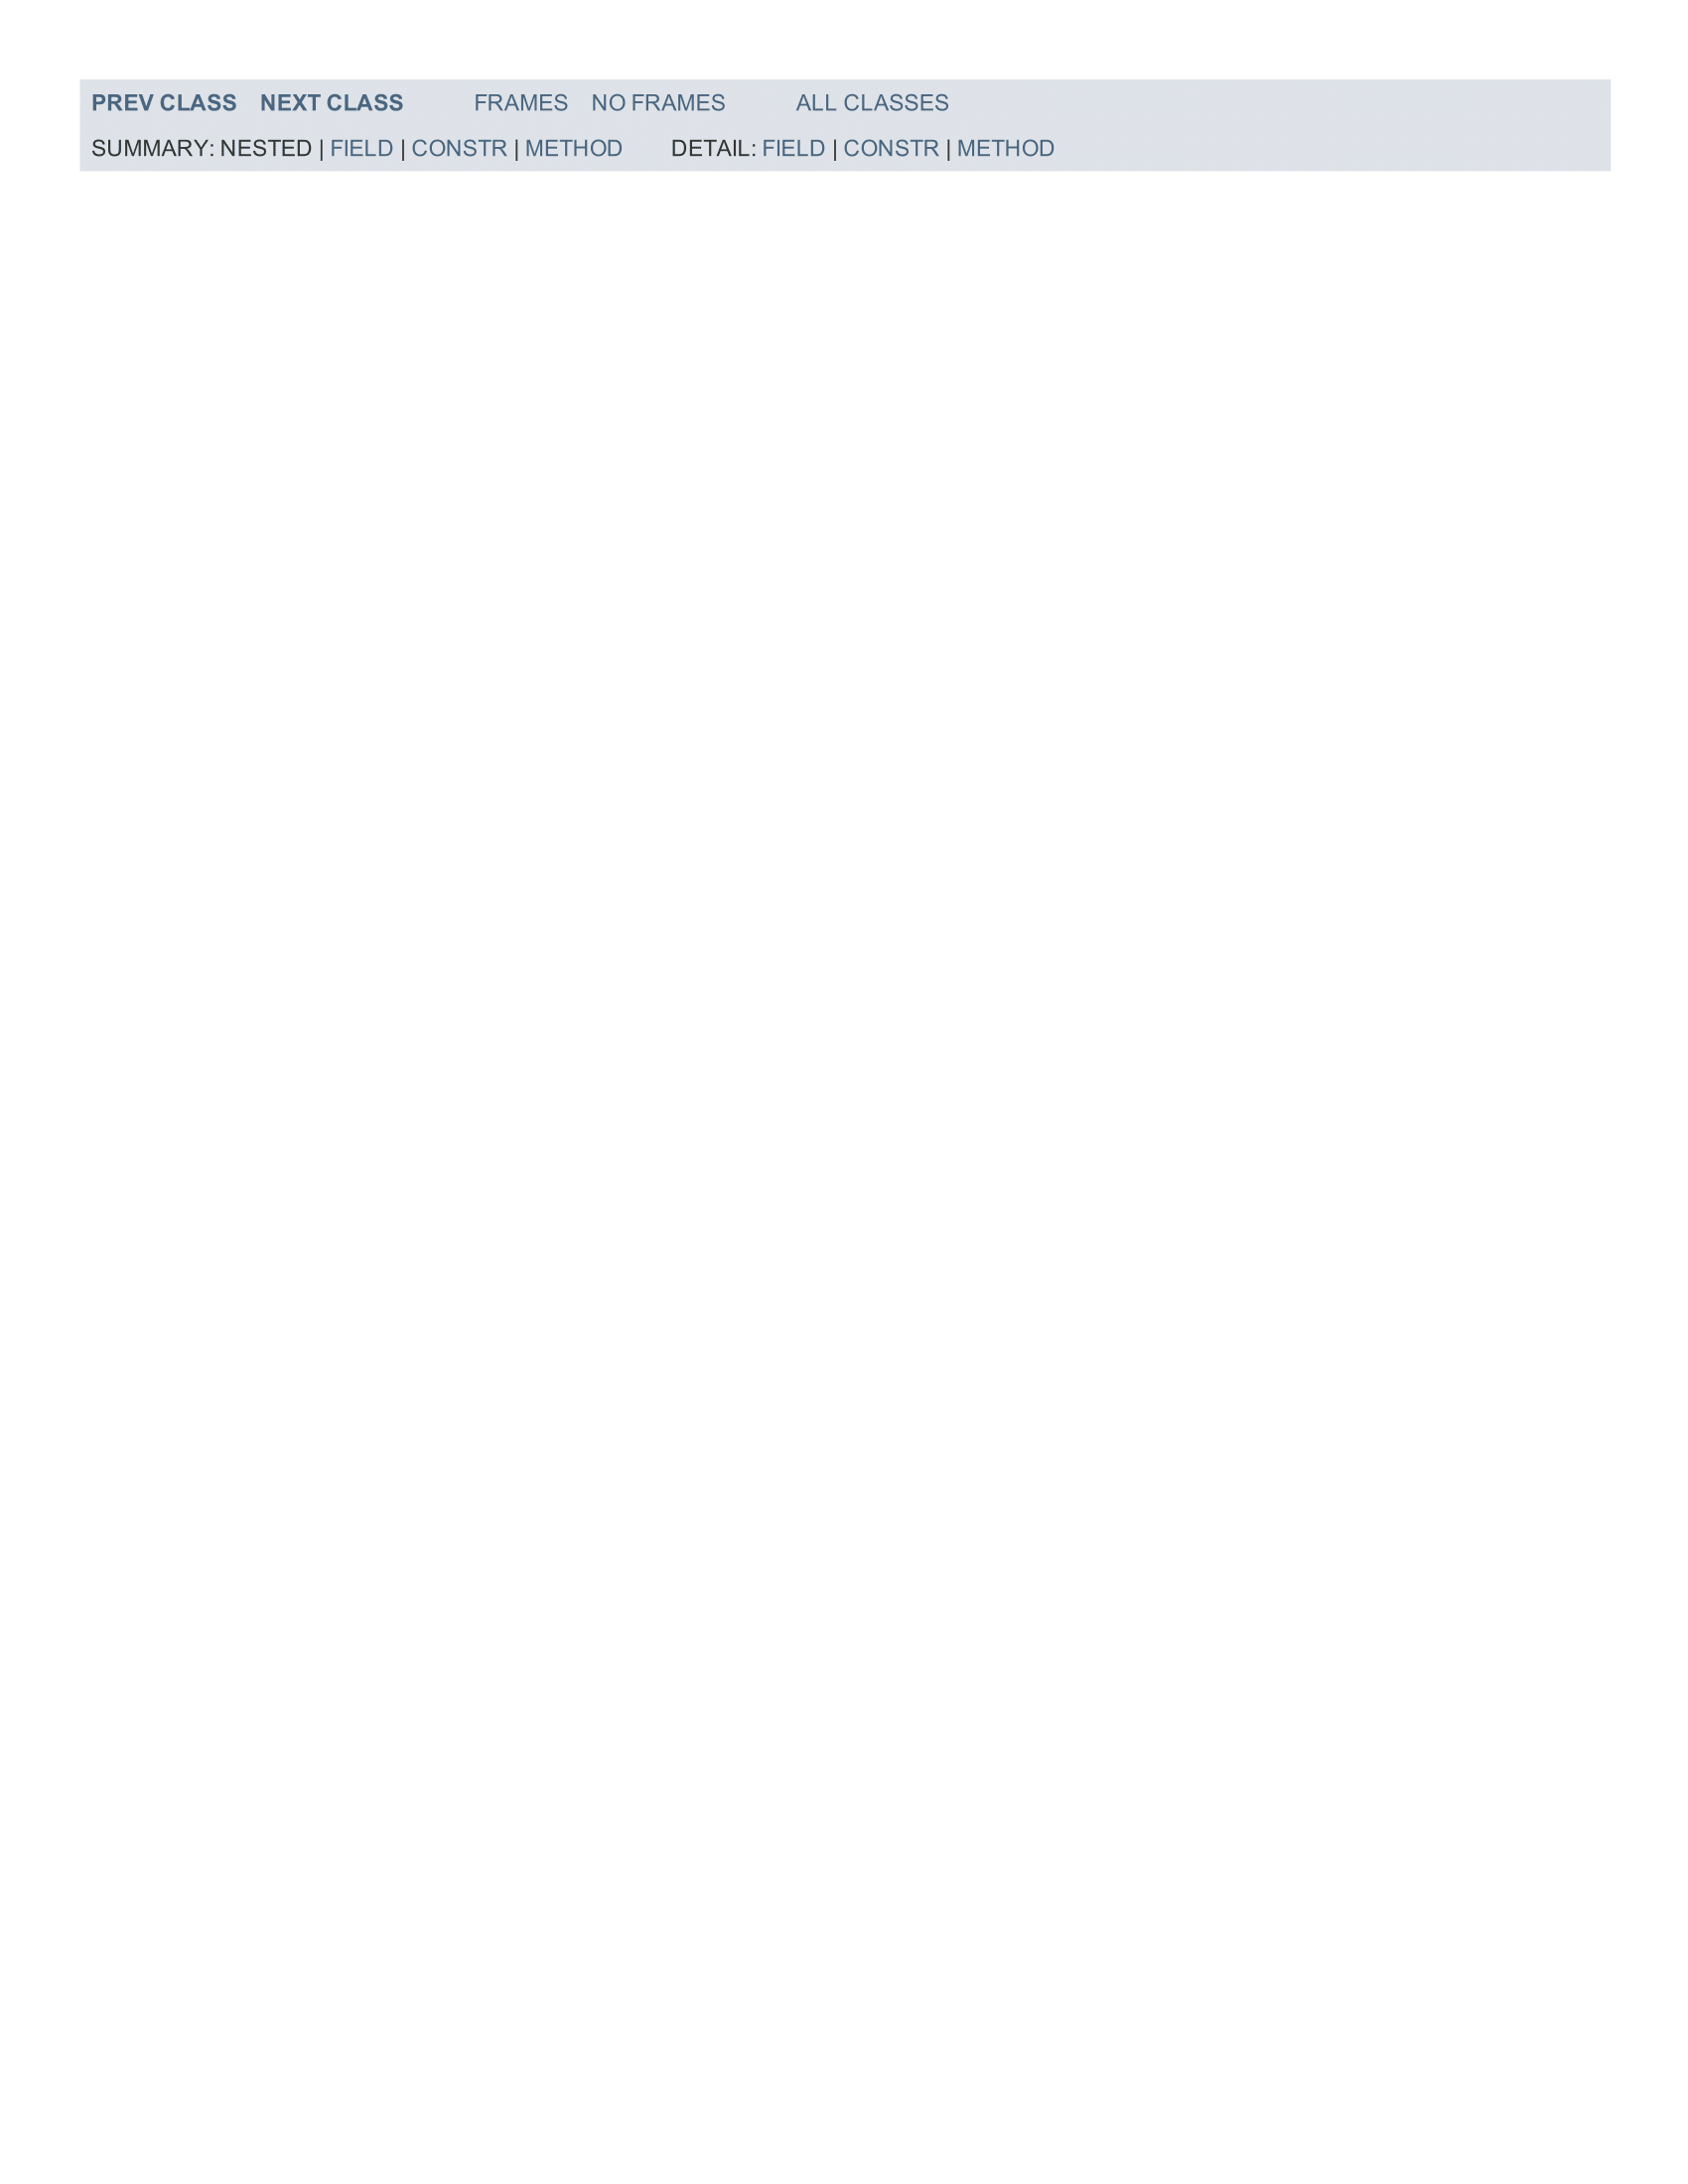 PREV CLASS NEXT CLASS FRAMES NO FRAMES ALL CLASSES
SUMMARY: NESTED | FIELD | CONSTR | METHOD DETAIL: FIELD | CONSTR | METHOD